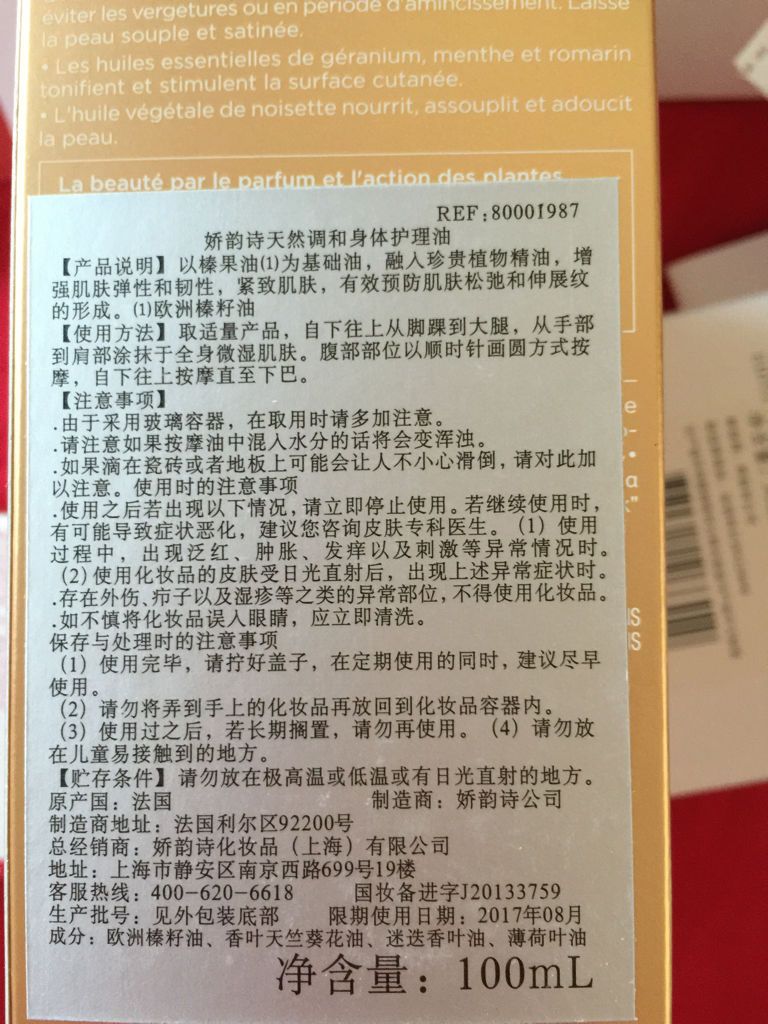 éviter les vergetures ou en période d'amincissement. Laisse
la peau souple et satinée.
• Les huiles essentielles de géranium, menthe et romarin
tonifient et stimulent la surface cutanée.
• L'huile végétale de noisette nourrit, assouplit et adoucit
la peau.
La beauté par le parfum et l'action des plantes
REF:80001987
娇韵诗天然调和身体护理油
【产品说明】以榛果油⑴为基础油，融入珍贵植物精油，增
强肌肤弹性和韧性，紧致肌肤，有效预防肌肤松弛和伸展纹
的形成。⑴欧洲榛籽油
【使用方法】取适量产品，自下往上从脚踝到大腿，从手部
到肩部涂抹于全身微湿肌肤。腹部部位以顺时针画圆方式按
摩，自下往上按摩直至下巴。
【注意事项】
.由于采用玻璃容器，在取用时请多加注意。
.请注意如果按摩油中混入水分的话将会变浑浊。
.如果滴在瓷砖或者地板上可能会让人不小心滑倒，请对此加
以注意。使用时的注意事项
.使用之后若出现以下情况，请立即停止使用。若继续使用时，
有可能导致症状恶化，建议您咨询皮肤专科医生。（1）使用
过程中，出现泛红、肿胀、发痒以及刺激等异常情况时。
（2）使用化妆品的皮肤受日光直射后，出现上述异常症状时。
.存在外伤、疖子以及湿疹等之类的异常部位，不得使用化妆品。
.如不慎将化妆品误入眼睛，应立即清洗。
保存与处理时的注意事项
（1）使用完毕，请拧好盖子，在定期使用的同时，建议尽早
使用。
（2）请勿将弄到手上的化妆品再放回到化妆品容器内。
（3）使用过之后，若长期搁置，请勿再使用。（4）请勿放
在儿童易接触到的地方。
【贮存条件】请勿放在极高温或低温或有日光直射的地方。
原产国：法国 制造商：娇韵诗公司
制造商地址：法国利尔区92200号
总经销商：娇韵诗化妆品（上海）有限公司
地址：上海市静安区南京西路699号19楼
客服热线：400-620-6618 国妆备进字J20133759
生产批号：见外包装底部 限期使用日期：2017年08月
成分：欧洲榛籽油、香叶天竺葵花油、迷迭香叶油、薄荷叶油
净含量：100mL